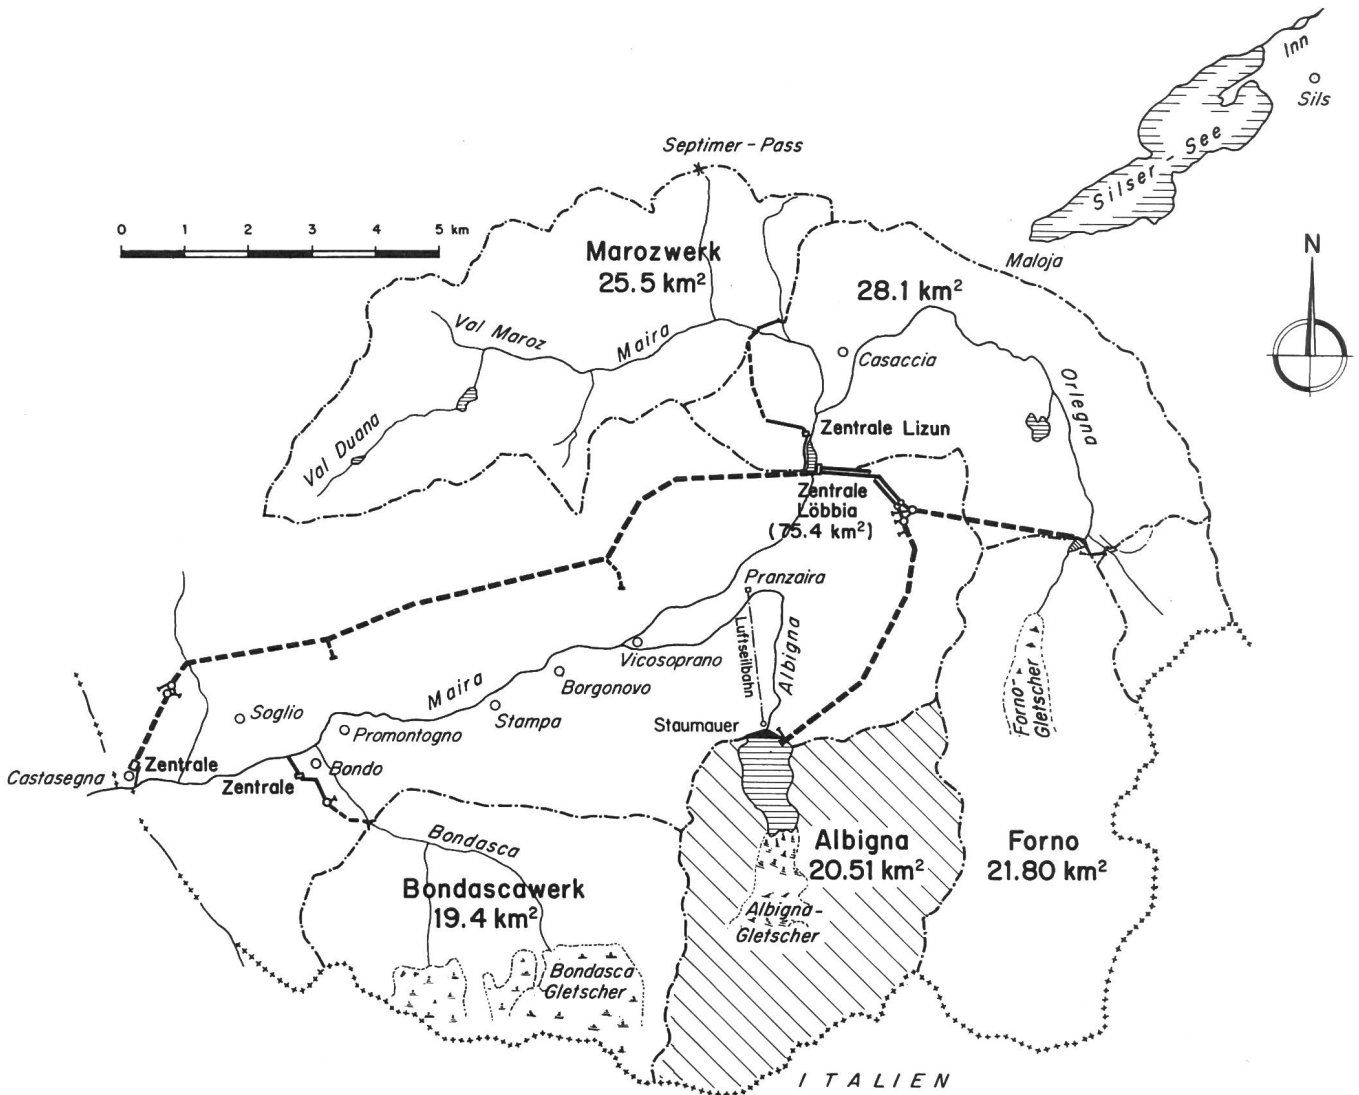 Inn
Sils
Silser-See
Septimer-Pass
0 1 2 3 4 5 km
Marozwerk
25.5 km²
Maloja
N
28.1 km²
Val Maroz
Maira
Casaccia
Orlegna
Val Duana
Zentrale Lizun
Zentrale
Löbbia
(75.4 km²)
Pranzaira
Luftseilbahn
Albigna
Vicosoprano
Forno-
Gletscher
Maira
Borgonovo
Soglio
Stampa
Staumauer
Promontogno
Castasegna
Zentrale
Bondo
Zentrale
Bondasca
Albigna
20.51 km²
Forno
21.80 km²
Bondascawerk
19.4 km²
Albigna-
Gletscher
Bondasca
Gletscher
ITALIEN